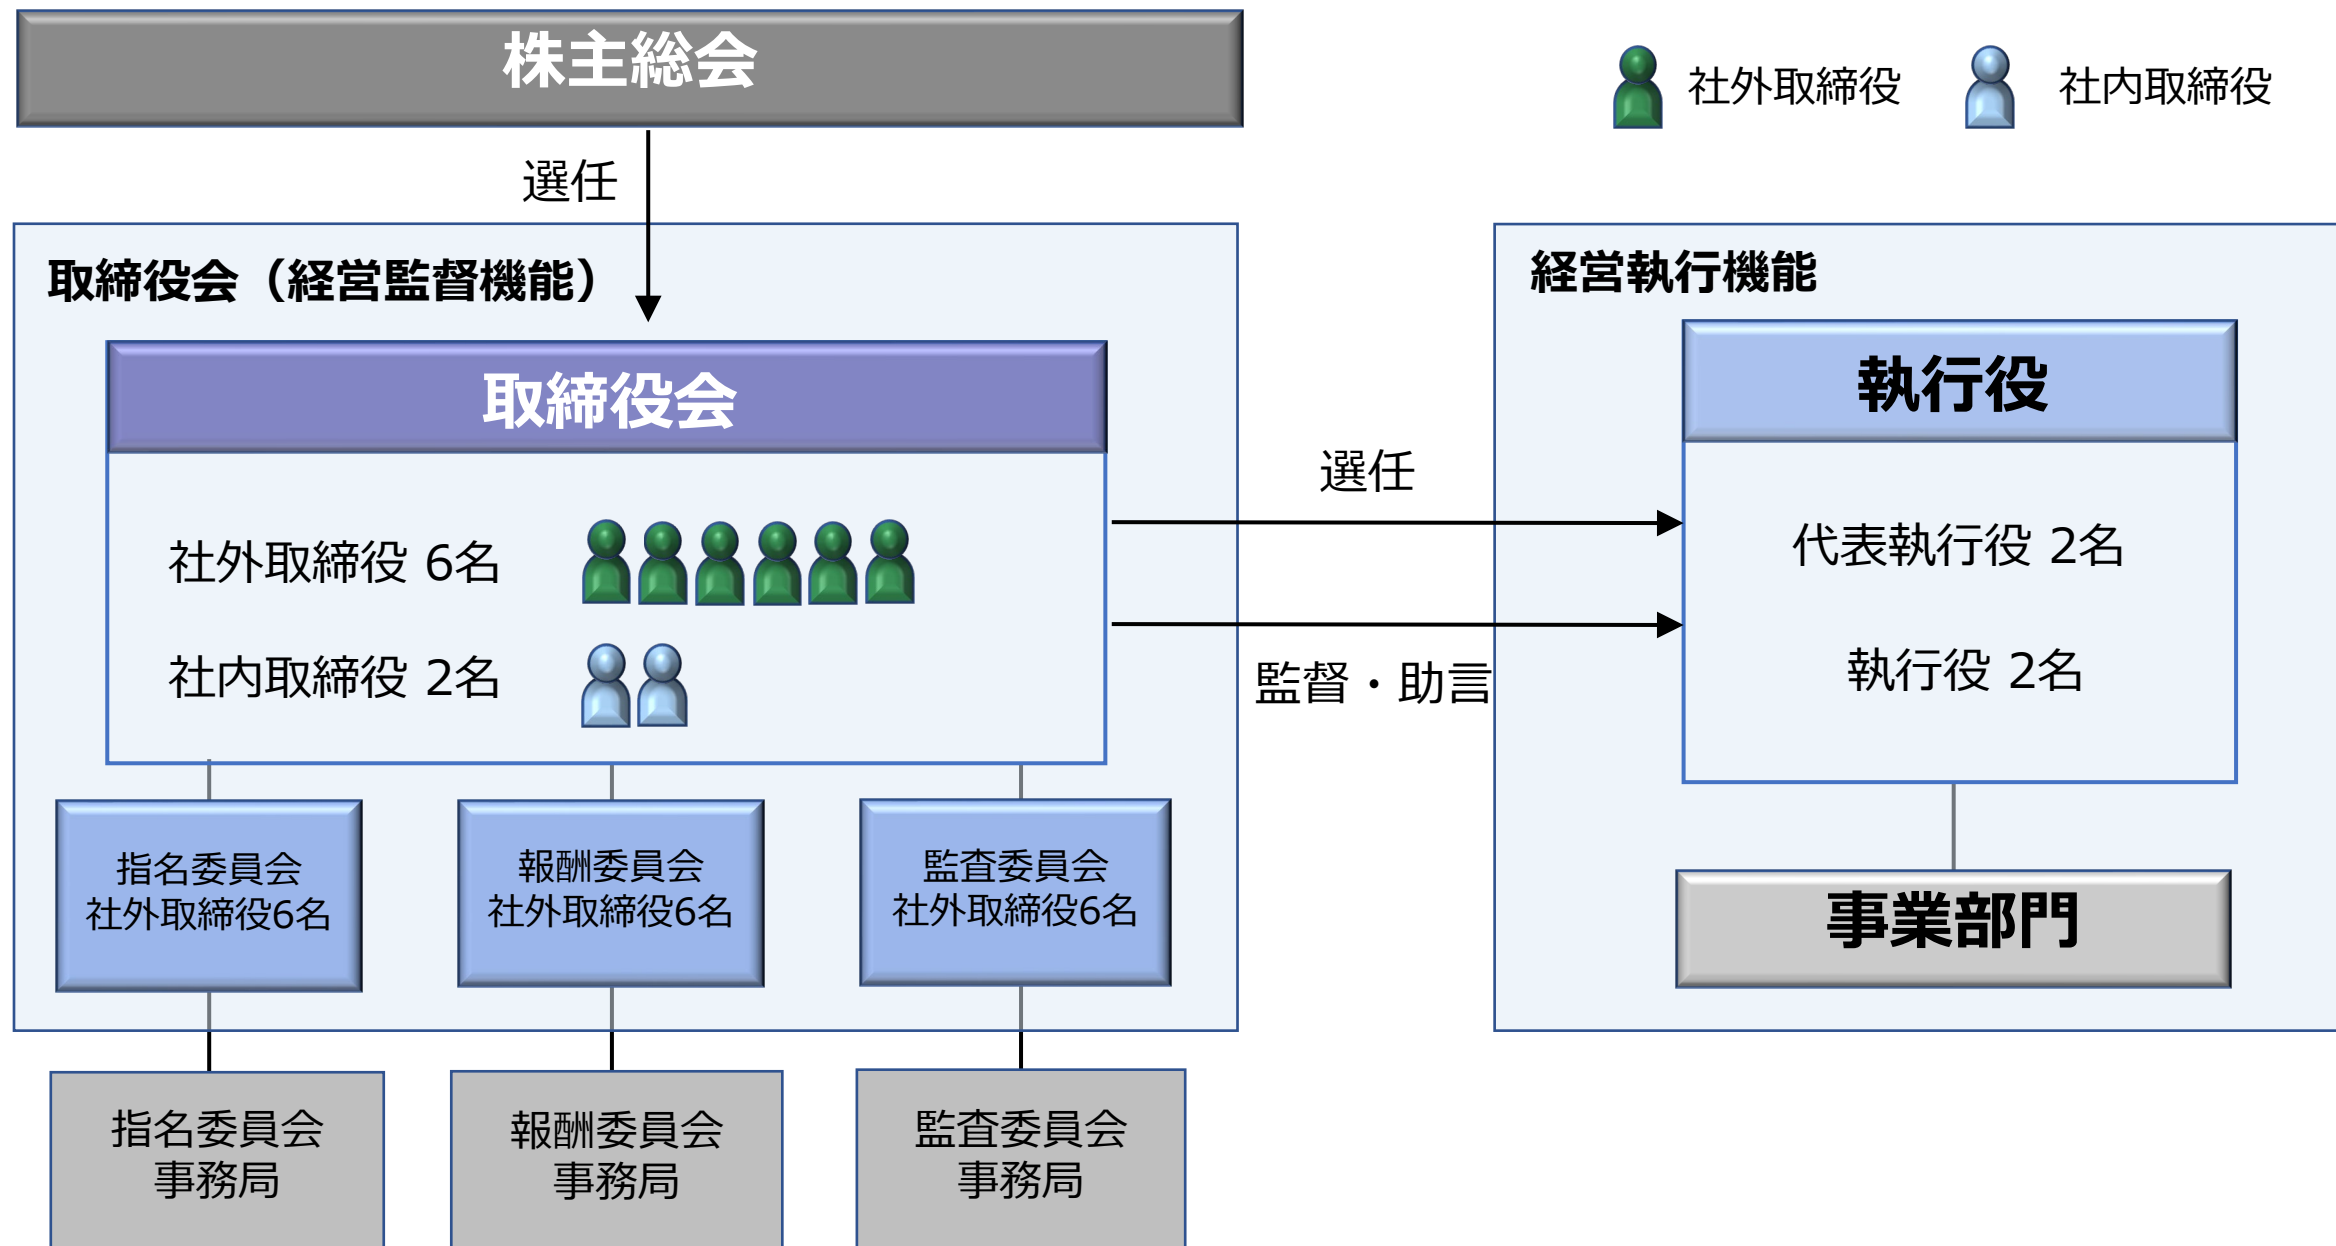 株主総会
社外取締役
社内取締役
選任
取締役会（経営監督機能）
取締役会
社外取締役 6名
社内取締役 2名
指名委員会
社外取締役6名
報酬委員会
社外取締役6名
監査委員会
社外取締役6名
指名委員会
事務局
報酬委員会
事務局
監査委員会
事務局
選任
監督・助言
経営執行機能
執行役
代表執行役 2名
執行役 2名
事業部門